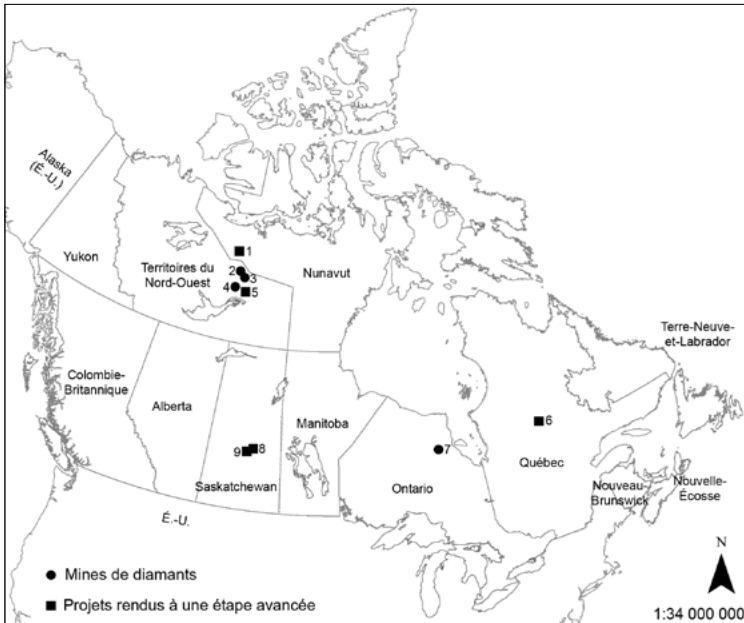 Alaska
(É.-U.)
Yukon
1
2
3
Territoires du
Nord-Ouest
4
5
Nunavut
Terre-Neuve-
et-Labrador
Colombie-
Britannique
Alberta
Manitoba
6
9
8
7
Québec
Saskatchewan
Ontario
Nouveau
Brunswick
Nouvelle-
Écosse
É.-U.
N
Mines de diamants
Projets rendus à une étape avancée
1:34 000 000